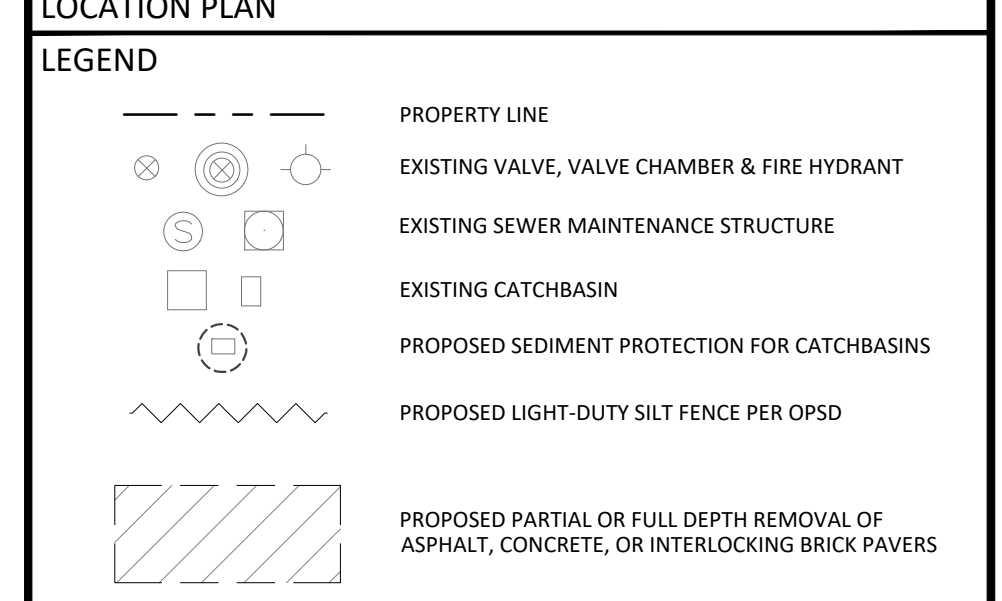 LOCATION PLAN
LEGEND
PROPERTY LINE
EXISTING VALVE, VALVE CHAMBER & FIRE HYDRANT
S
EXISTING SEWER MAINTENANCE STRUCTURE
EXISTING CATCHBASIN
PROPOSED SEDIMENT PROTECTION FOR CATCHBASINS
PROPOSED LIGHT-DUTY SILT FENCE PER OPSD
PROPOSED PARTIAL OR FULL DEPTH REMOVAL OF
ASPHALT, CONCRETE, OR INTERLOCKING BRICK PAVERS